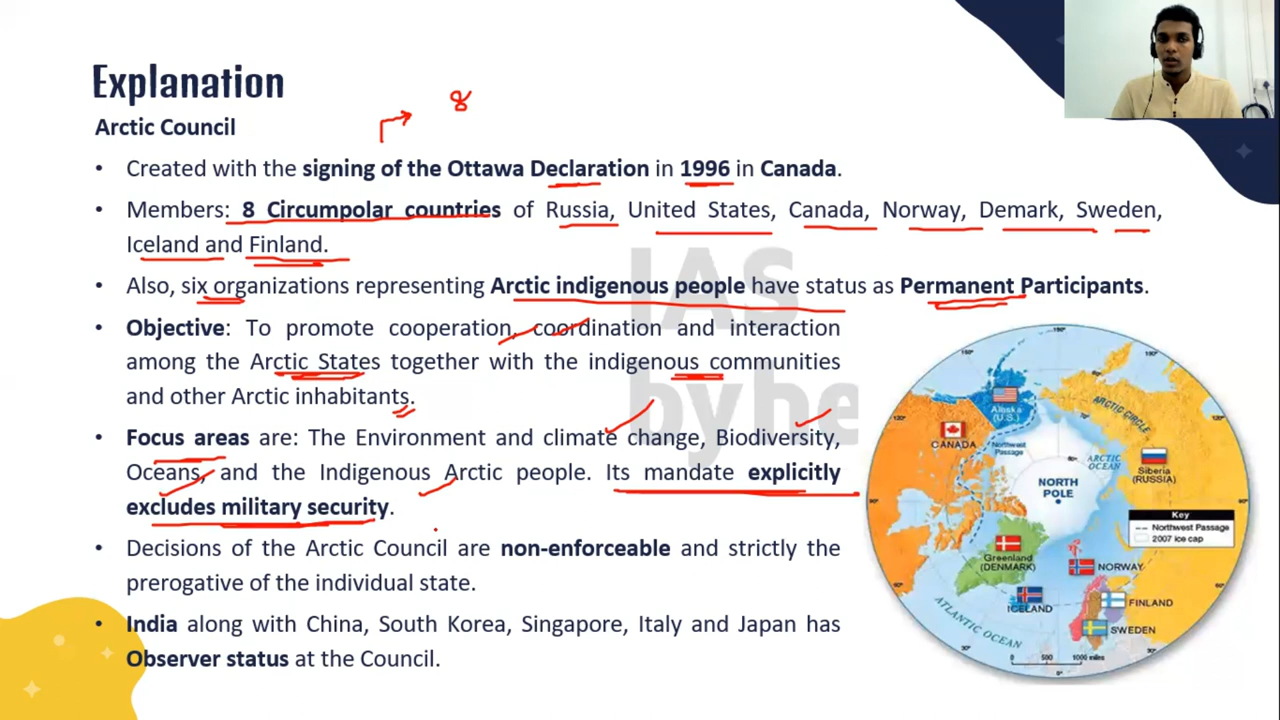 Explanation
8
Arctic Council
• Created with the signing of the Ottawa Declaration in 1996 in Canada.
• Members: 8 Circumpolar countries of Russia, United States, Canada, Norway, Demark, Sweden,
Iceland and Finland.
• Also, six organizations representing Arctic indigenous people have status as Permanent Participants.
• Objective: To promote cooperation, coordination and interaction
among the Arctic States together with the indigenous communities
and other Arctic inhabitants.
• Focus areas are: The Environment and climate change, Biodiversity,
Oceans, and the Indigenous Arctic people. Its mandate explicitly
excludes military security.
• Decisions of the Arctic Council are non-enforceable and strictly the
prerogative of the individual state.
• India along with China, South Korea, Singapore, Italy and Japan has
Observer status at the Council.
IAS
byhe
Alaska
(U.S.)
ARCTIC CIRCLE
CANADA
Northwest
Passage
ARCTIC
OCEAN
Siberia
(RUSSIA)
NORTH
POLE
Key
Northwest Passage
2007 ice cap
Greenland
(DENMARK)
NORWAY
ICELAND
FINLAND
ATLANTIC OCEAN
SWEDEN
0 500 1000 miles